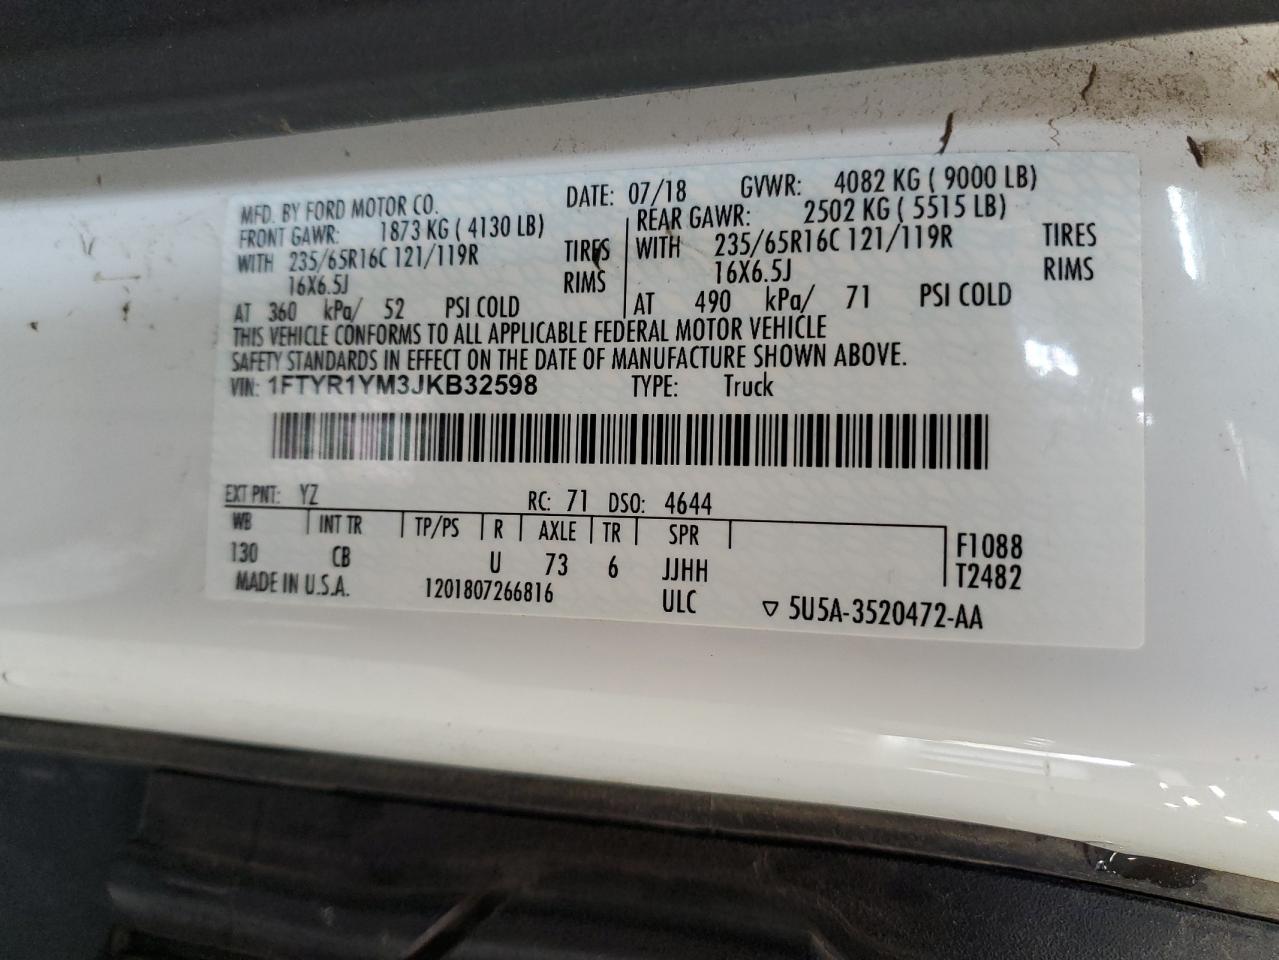 MFD. BY FORD MOTOR CO. DATE: 07/18 GVWR: 4082 KG ( 9000 LB)
FRONT GAWR: 1873 KG ( 4130 LB) REAR GAWR: 2502 KG ( 5515 LB)
WITH 235/65R16C 121/119R TIRES WITH 235/65R16C 121/119R TIRES
16X6.5J RIMS 16X6.5J RIMS
AT 360 kPa/ 52 PSI COLD AT 490 kPa/ 71 PSI COLD
THIS VEHICLE CONFORMS TO ALL APPLICABLE FEDERAL MOTOR VEHICLE
SAFETY STANDARDS IN EFFECT ON THE DATE OF MANUFACTURE SHOWN ABOVE.
VIN: 1FTYR1YM3JKB32598 TYPE: Truck
EXT PNT: YZ RC: 71 DSO: 4644
WB INT TR TP/PS R AXLE TR SPR F1088
130 CB U 73 6 JJHH T2482
MADE IN U.S.A. 1201807266816 ULC ▽ 5U5A-3520472-AA